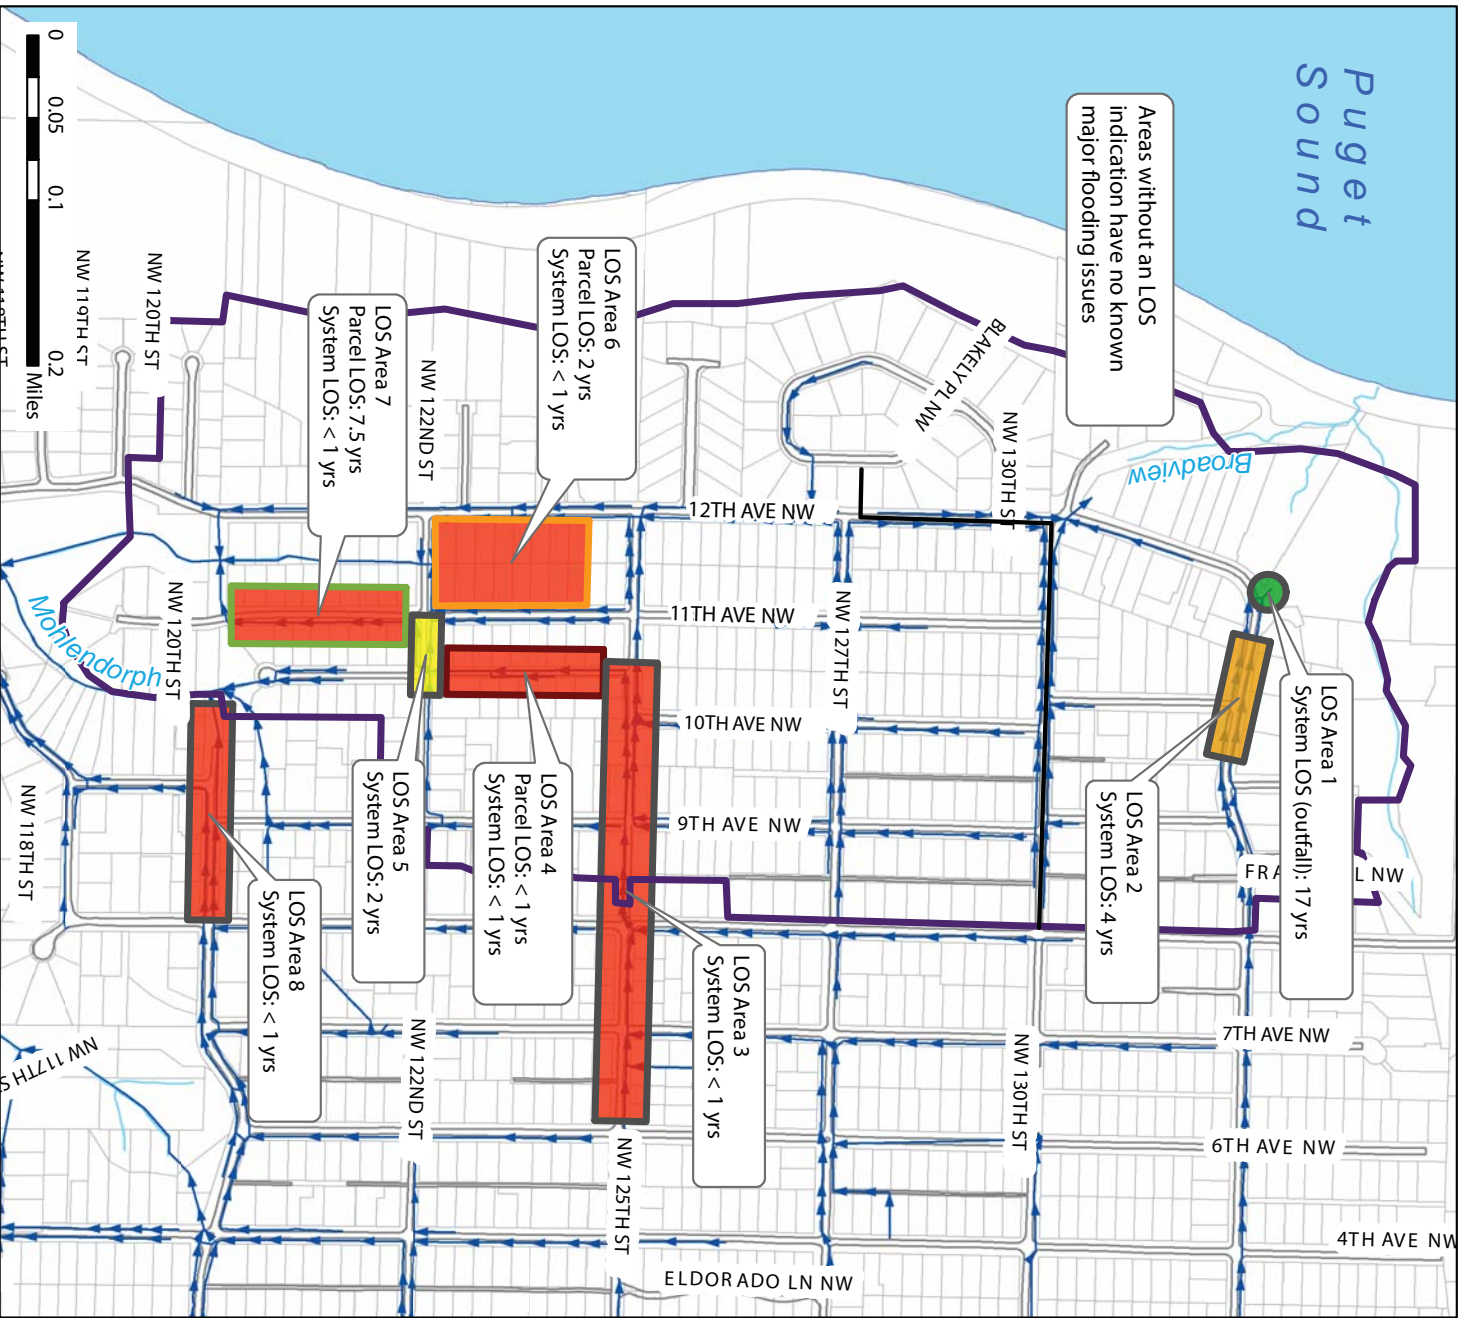 Puget
Sound
Areas without an LOS
indication have no known
major flooding issues
Broadview
LOS Area 1
System LOS (outfall): 17 yrs
LOS Area 2
System LOS: 4 yrs
LOS Area 3
System LOS: < 1 yrs
LOS Area 4
Parcel LOS: < 1 yrs
System LOS: < 1 yrs
LOS Area 5
System LOS: 2 yrs
LOS Area 6
Parcel LOS: 2 yrs
System LOS: < 1 yrs
LOS Area 7
Parcel LOS: 7.5 yrs
System LOS: < 1 yrs
LOS Area 8
System LOS: < 1 yrs
BLAKELY PL NW
NW 130TH ST
12TH AVE NW
11TH AVE NW
NW 127TH ST
10TH AVE NW
9TH AVE NW
FRA
L NW
7TH AVE NW
NW 130TH ST
6TH AVE NW
4TH AVE NW
NW 125TH ST
ELDORADO LN NW
NW 122ND ST
NW 122ND ST
NW 120TH ST
NW 119TH ST
NW 120TH ST
Mohlendorph
NW 118TH ST
NW 117TH S
0
0.05
0.1
0.2
Miles